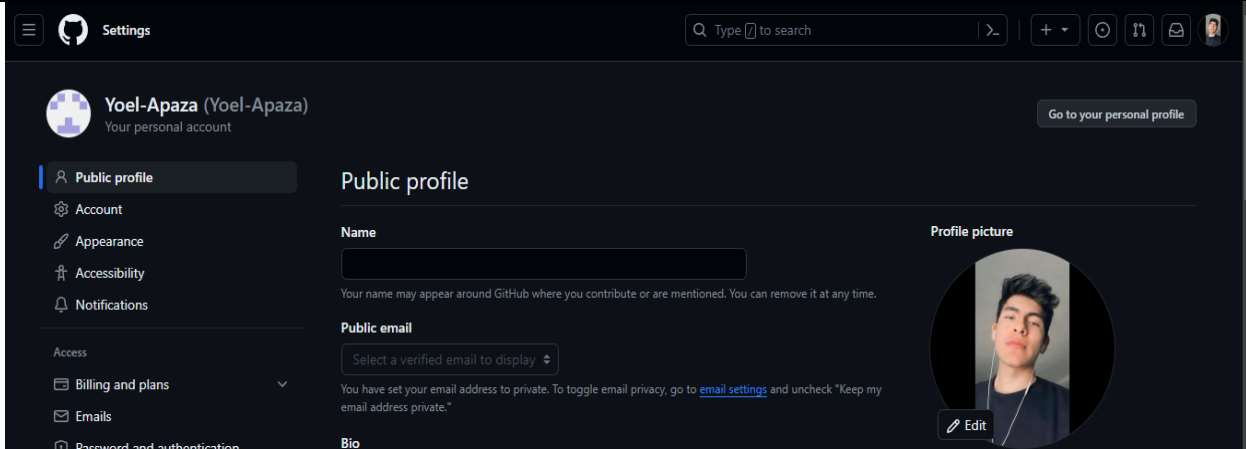 Settings
Type / to search
Yoel-Apaza (Yoel-Apaza)
Your personal account
Go to your personal profile
Public profile
Account
Appearance
Accessibility
Notifications
Access
Billing and plans
Emails
Password and authentication
Public profile
Name
Your name may appear around GitHub where you contribute or are mentioned. You can remove it at any time.
Public email
Select a verified email to display
You have set your email address to private. To toggle email privacy, go to email settings and uncheck "Keep my
email address private."
Bio
Profile picture
Edit